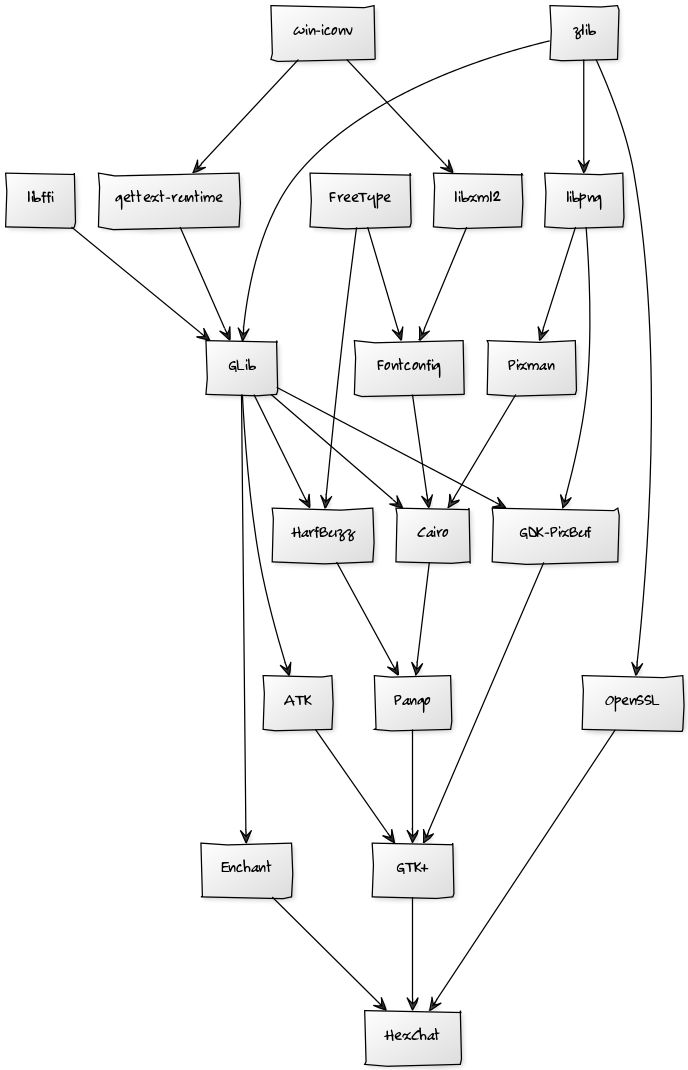 win-iconv
zlib
libffi
gettext-runtime
FreeType
libxml2
libpng
GLib
Fontconfig
Pixman
HarfBuzz
Cairo
GDK-PixBuf
ATK
Pango
OpenSSL
Enchant
GTK+
HexChat